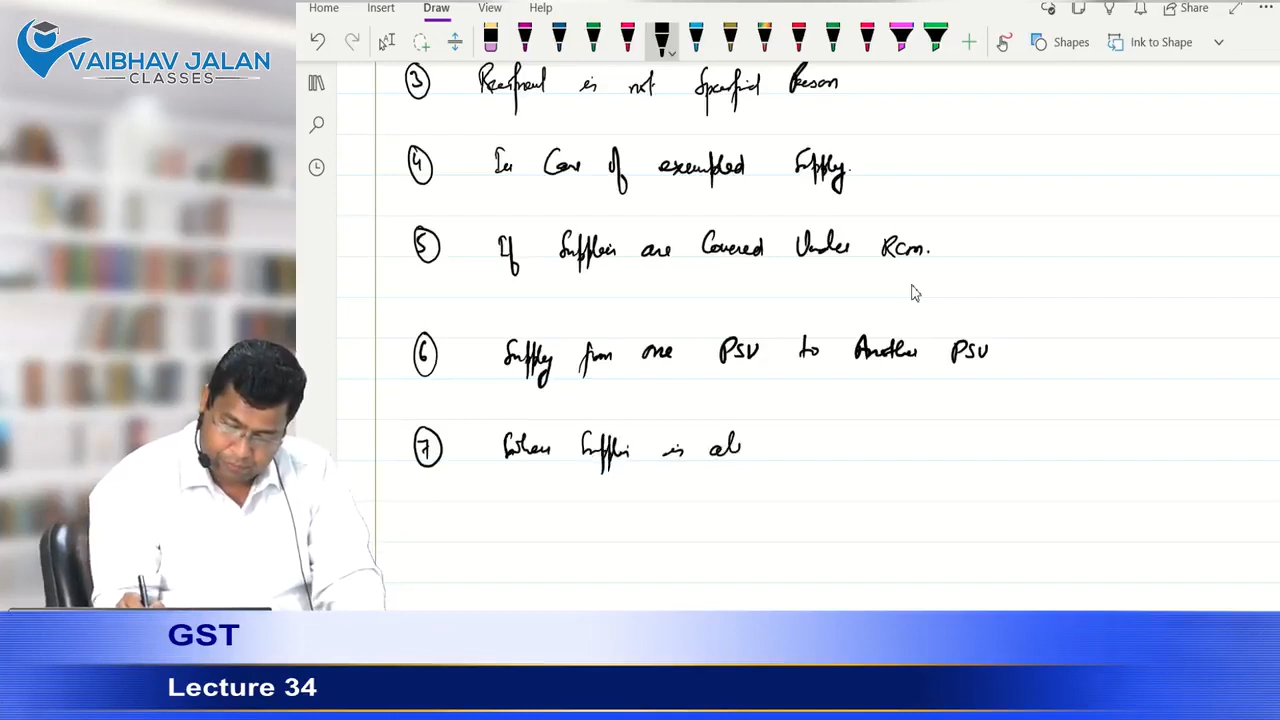 Home Insert Draw View Help Share
Shapes Ink to Shape
VAIBHAV JALAN
CLASSES
③ Recipient is not Specified Person
④ In Case of exempted Supply.
⑤ If Supplies are Covered Under RCM.
⑥ Supply from one PSU to Another PSU
⑦ When Supplier is al
GST
Lecture 34